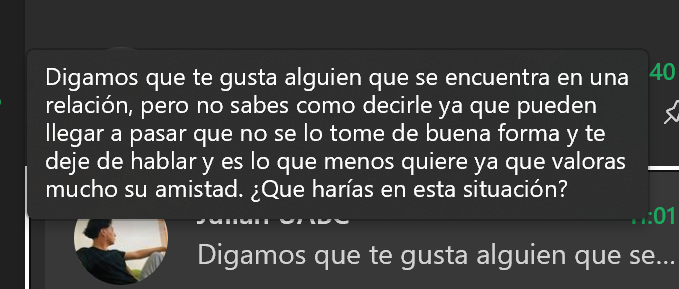 Digamos que te gusta alguien que se encuentra en una
relación, pero no sabes como decirle ya que pueden
llegar a pasar que no se lo tome de buena forma y te
deje de hablar y es lo que menos quiere ya que valoras
mucho su amistad. ¿Que harías en esta situación?
:40
11:01
Digamos que te gusta alguien que se...